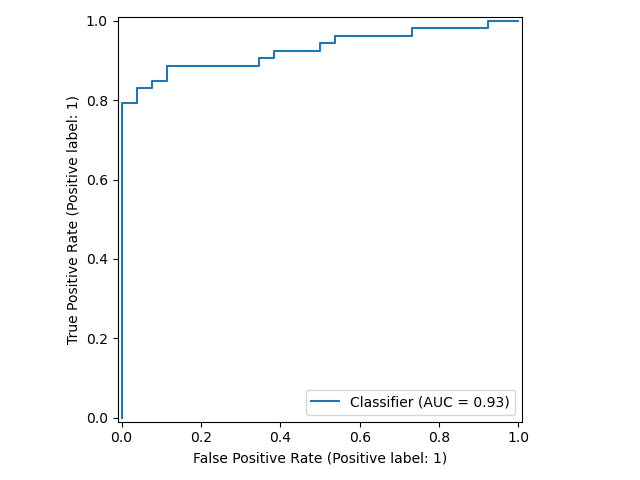 1.0
0.8
0.6
0.4
0.2
0.0
True Positive Rate (Positive label: 1)
Classifier (AUC = 0.93)
0.0 0.2 0.4 0.6 0.8 1.0
False Positive Rate (Positive label: 1)